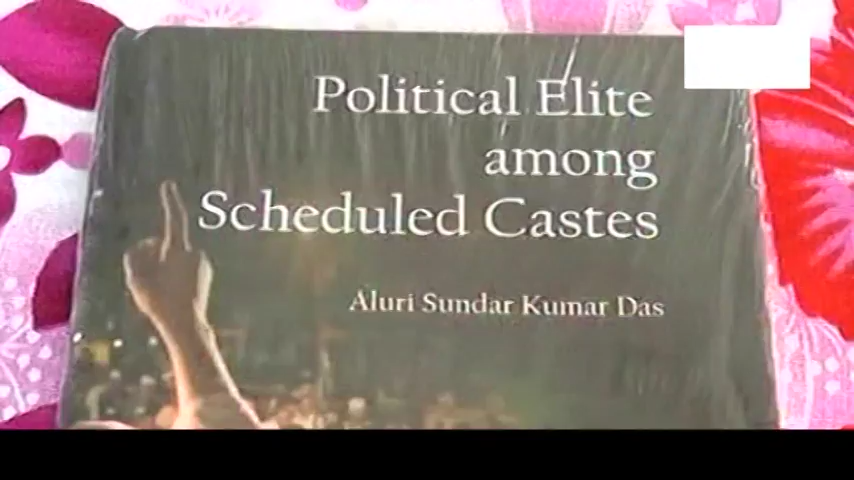 Political Elite
among
Scheduled Castes
Aluri Sundar Kumar Das